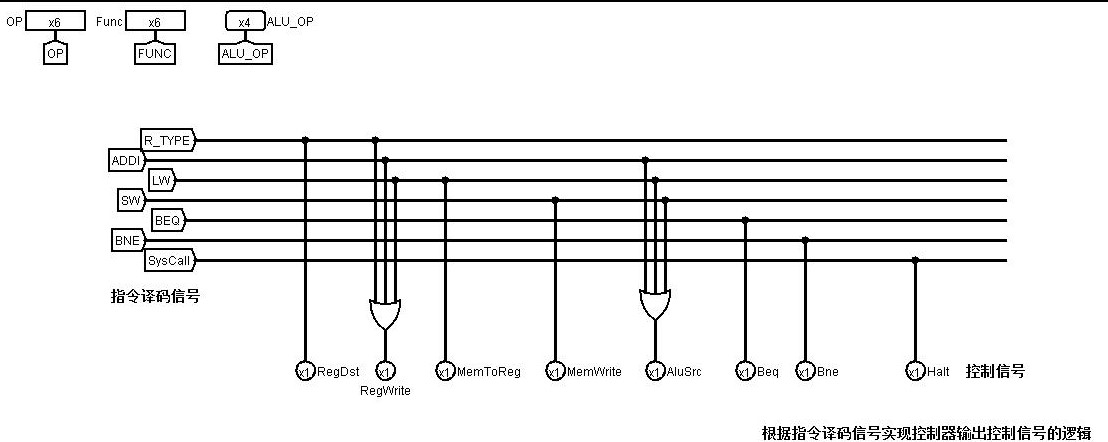 OP x6 Func x6 x4 ALU_OP
OP FUNC ALU_OP
R_TYPE
ADDI
LW
SW
BEQ
BNE
SysCall
指令译码信号
x1 RegDst x1 x1 MemToReg x1 MemWrite x1 AluSrc x1 Beq x1 Bne x1 Halt 控制信号
RegWrite
根据指令译码信号实现控制器输出控制信号的逻辑